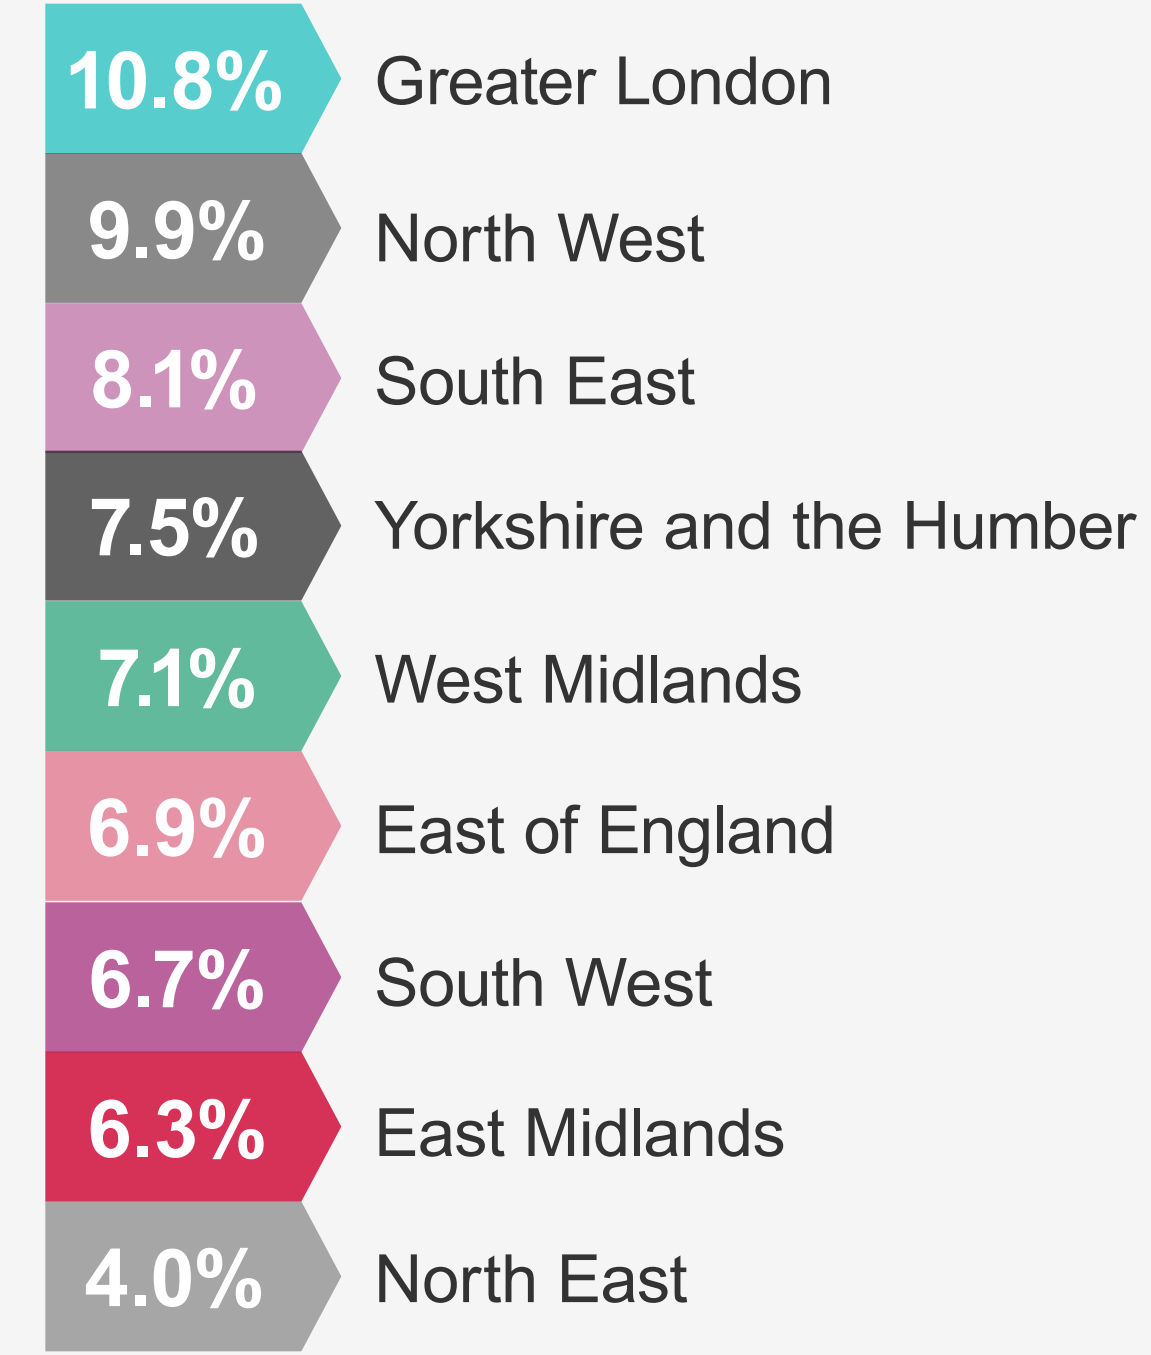 10.8% Greater London
9.9% North West
8.1% South East
7.5% Yorkshire and the Humber
7.1% West Midlands
6.9% East of England
6.7% South West
6.3% East Midlands
4.0% North East